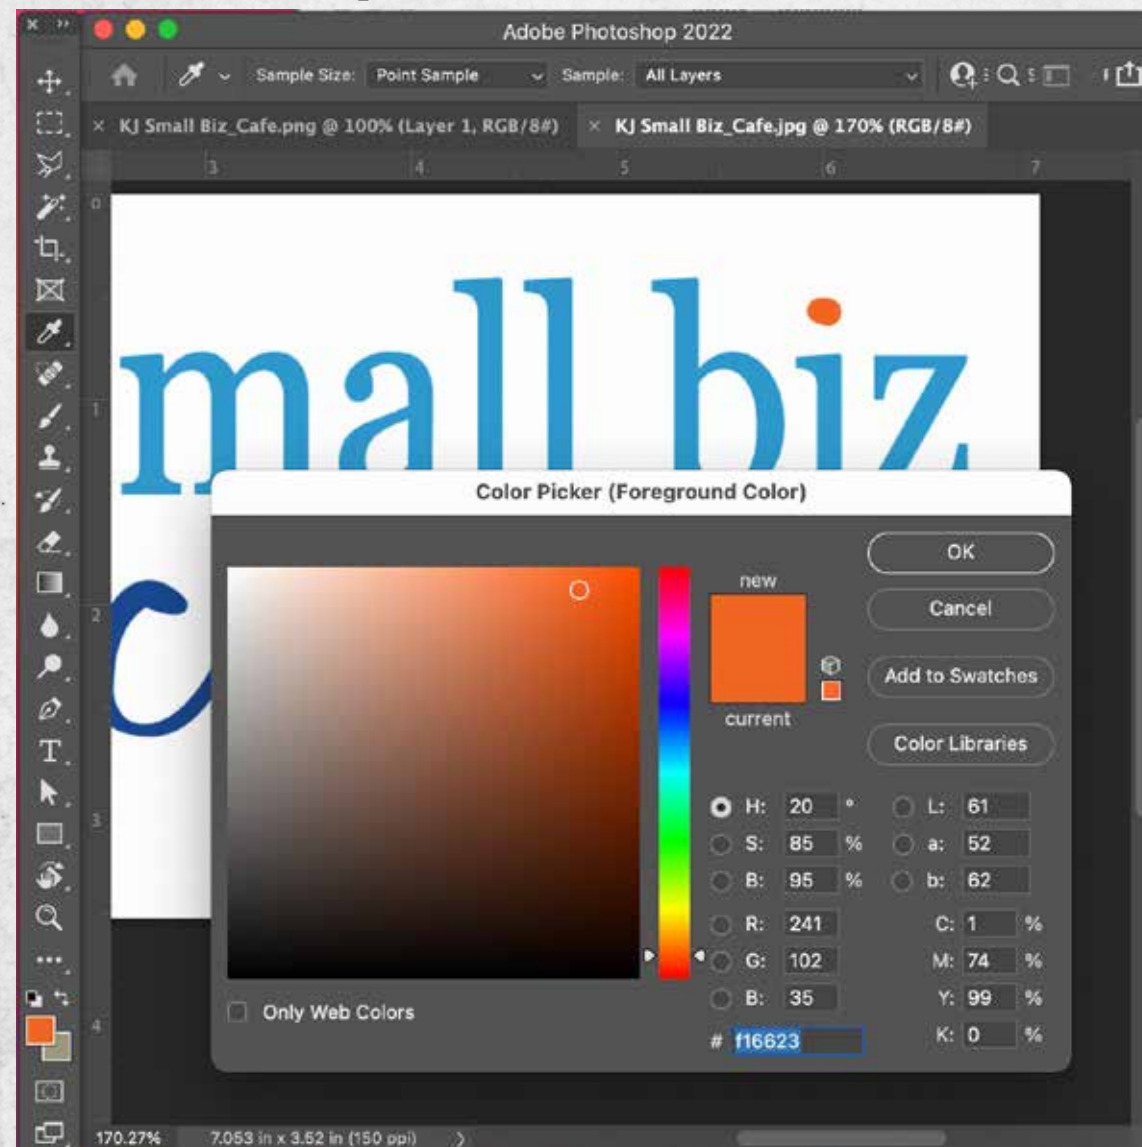 Adobe Photoshop 2022
Sample Size: Point Sample Sample: All Layers
× KJ Small Biz_Cafe.png @ 100% (Layer 1, RGB/8#) × KJ Small Biz_Cafe.jpg @ 170% (RGB/8#)
3 4 5 6 7
0
mall biz
1
Color Picker (Foreground Color)
new
OK
Cancel
2
c
Add to Swatches
current
Color Libraries
H: 20 ° L: 61
3
S: 85 % a: 52
B: 95 % b: 62
R: 241 C: 1 %
G: 102 M: 74 %
B: 35 Y: 99 %
Only Web Colors
# f16623 K: 0 %
4
170.27% 7.053 in x 3.52 in (150 ppi)